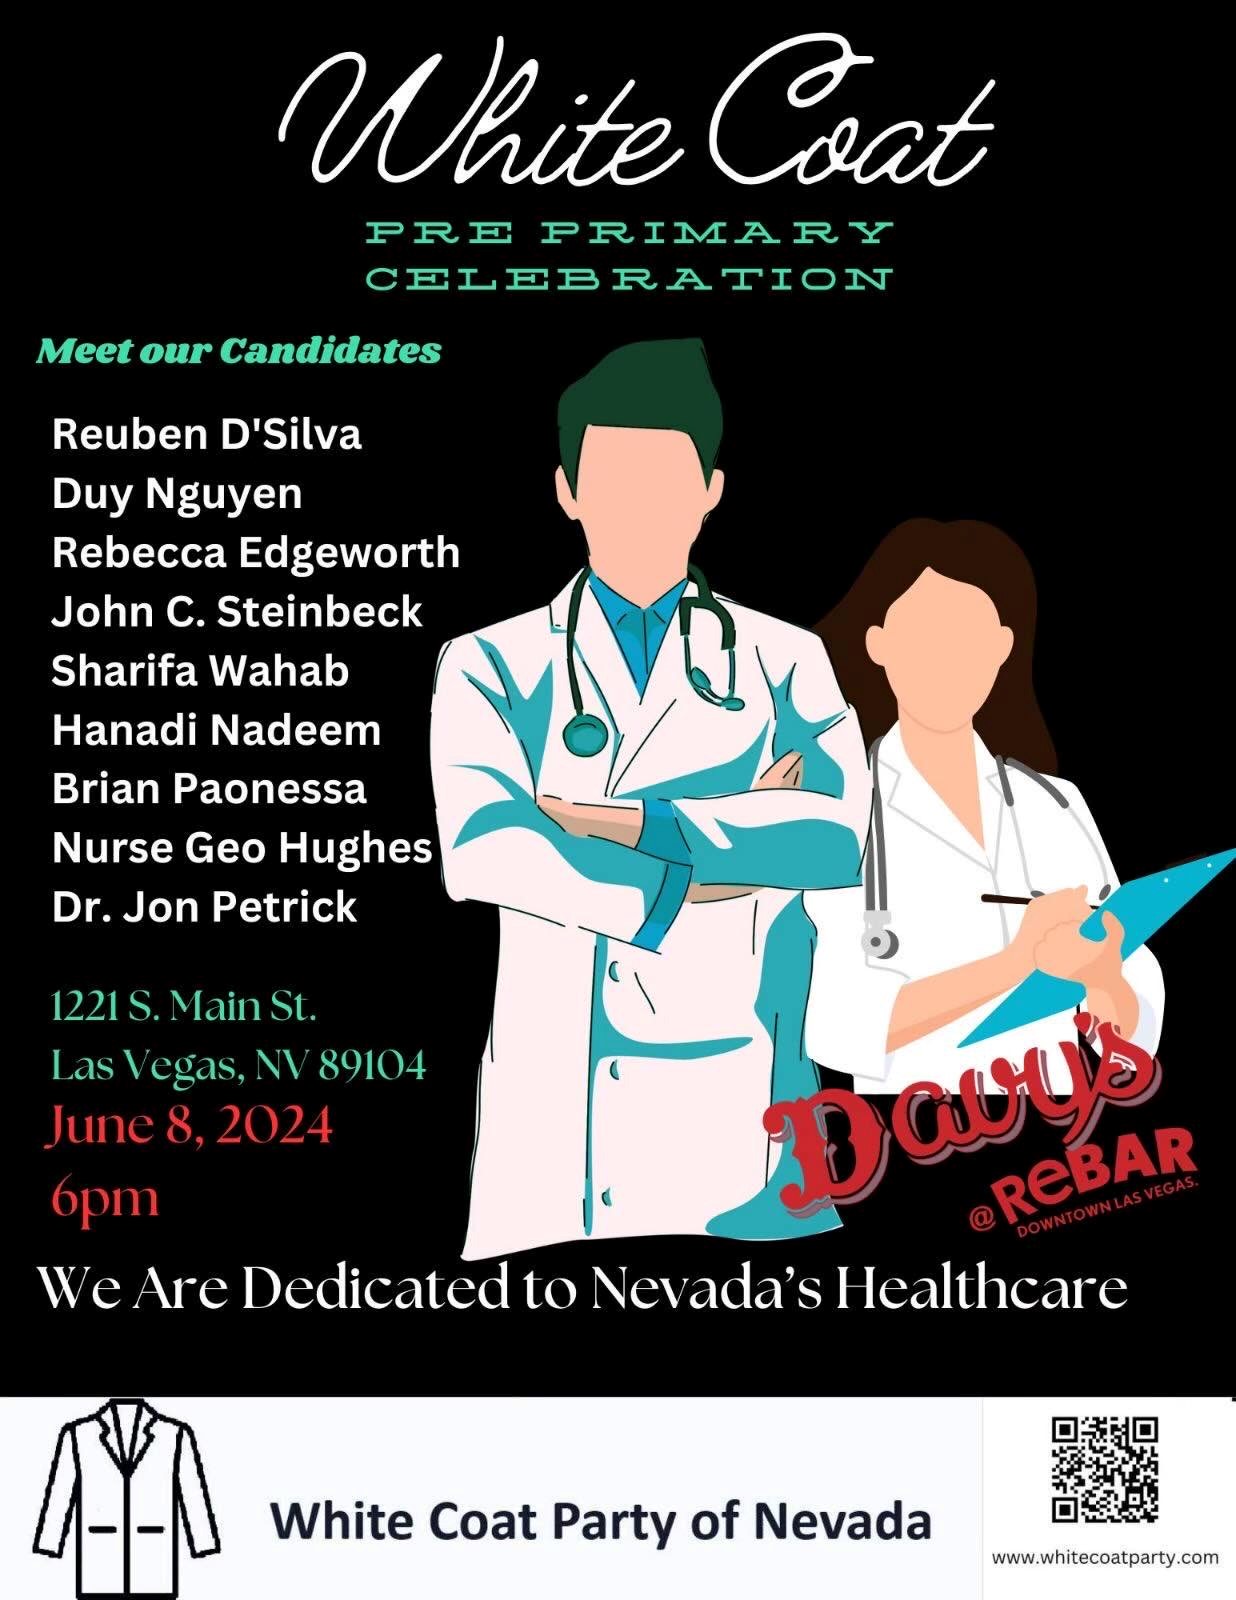 White Coat
PRE PRIMARY
CELEBRATION
Meet our Candidates
Reuben D'Silva
Duy Nguyen
Rebecca Edgeworth
John C. Steinbeck
Sharifa Wahab
Hanadi Nadeem
Brian Paonessa
Nurse Geo Hughes
Dr. Jon Petrick
1221 S. Main St.
Las Vegas, NV 89104
June 8, 2024
6pm
Davy's
@ReBAR
DOWNTOWN LAS VEGAS.
We Are Dedicated to Nevada's Healthcare
White Coat Party of Nevada
www.whitecoatparty.com